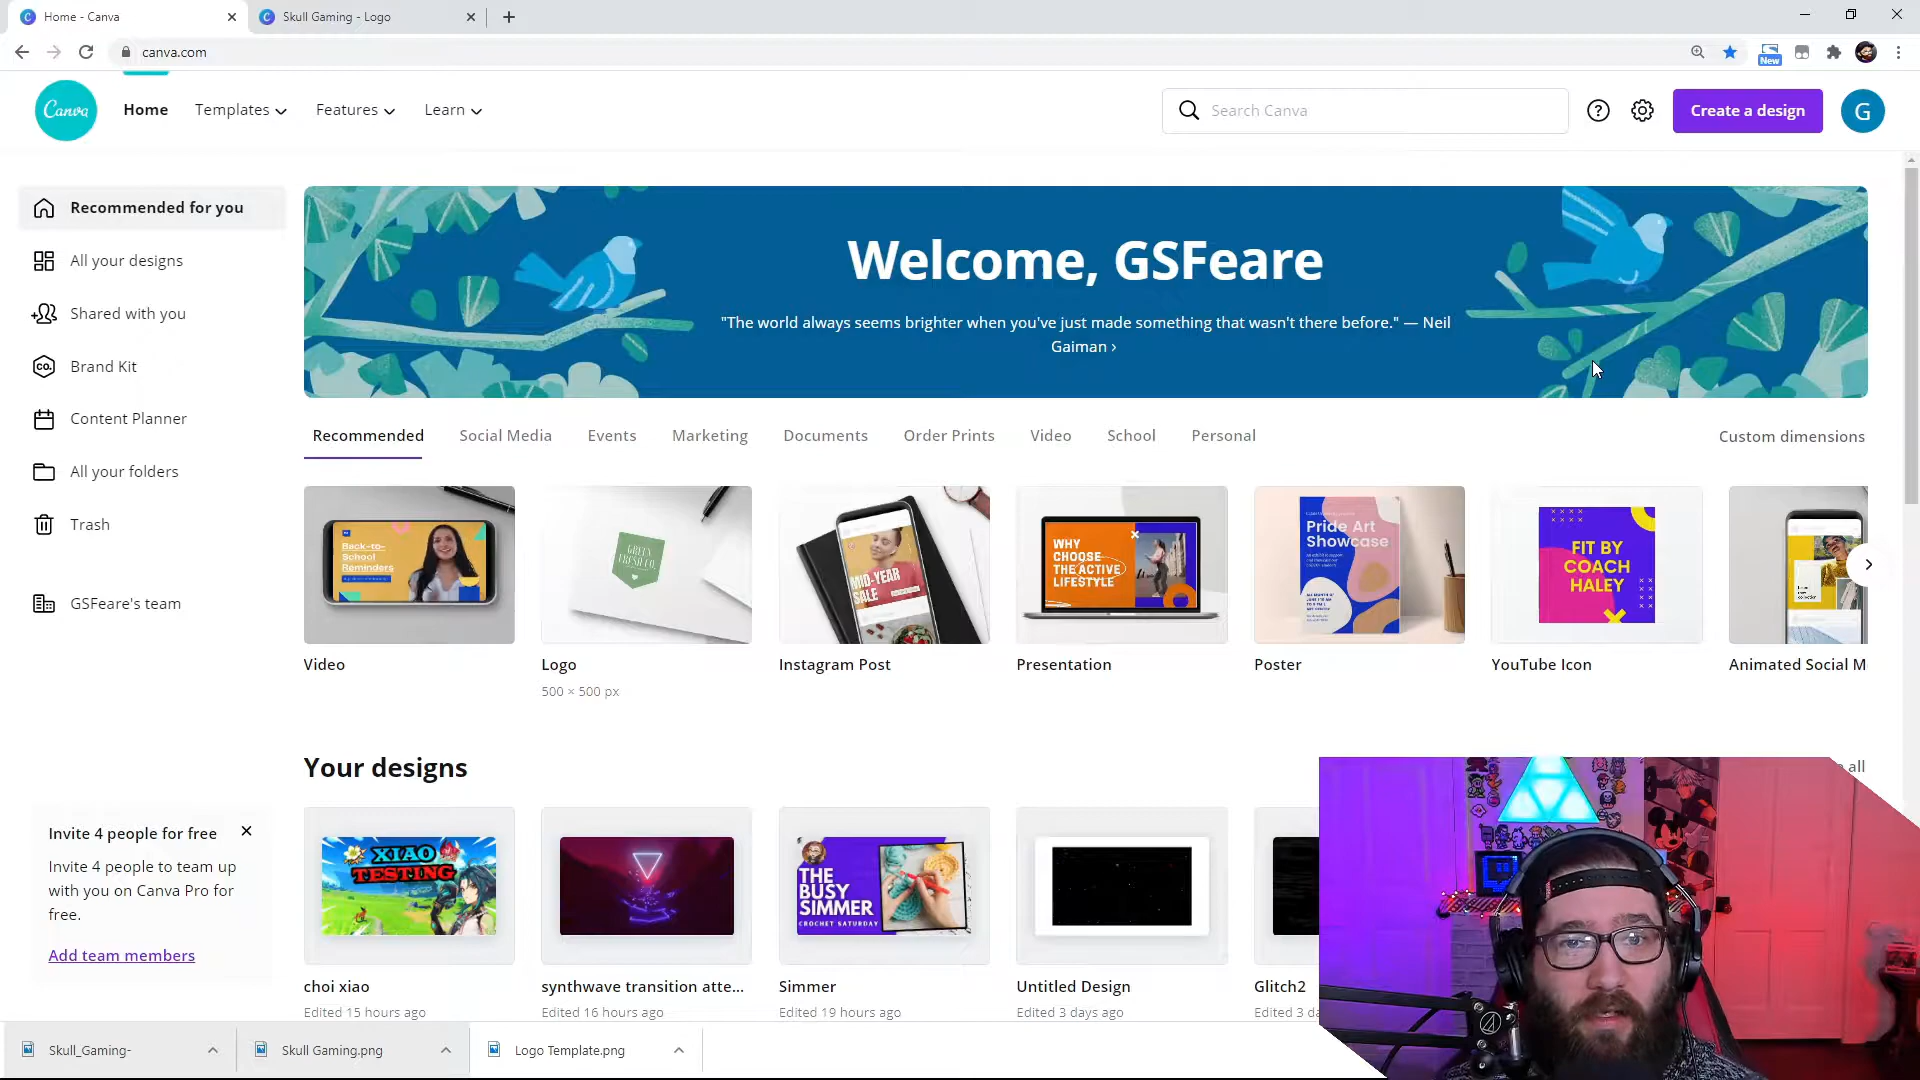 Home - Canva
Skull Gaming - Logo
canva.com
New
Canva
Home
Templates
Features
Learn
Search Canva
Create a design
G
Recommended for you
All your designs
Shared with you
Brand Kit
Content Planner
All your folders
Trash
GSFeare's team
Invite 4 people for free
Invite 4 people to team up
with you on Canva Pro for
free.
Add team members
Welcome, GSFeare
"The world always seems brighter when you've just made something that wasn't there before." — Neil
Gaiman ›
Recommended
Social Media
Events
Marketing
Documents
Order Prints
Video
School
Personal
Custom dimensions
Back-to-
School
Reminders
GREEN
FRESH CO.
MID-YEAR
SALE
WHY
CHOOSE
THE ACTIVE
LIFESTYLE
Pride Art
Showcase
FIT BY
COACH
HALEY
Video
Logo
500 × 500 px
Instagram Post
Presentation
Poster
YouTube Icon
Animated Social M
Your designs
all
XIAO
TESTING
THE
BUSY
SIMMER
CROCHET SATURDAY
choi xiao
Edited 15 hours ago
synthwave transition atte...
Edited 16 hours ago
Simmer
Edited 19 hours ago
Untitled Design
Edited 3 days ago
Glitch2
Edited 3 da
Skull_Gaming-
Skull Gaming.png
Logo Template.png